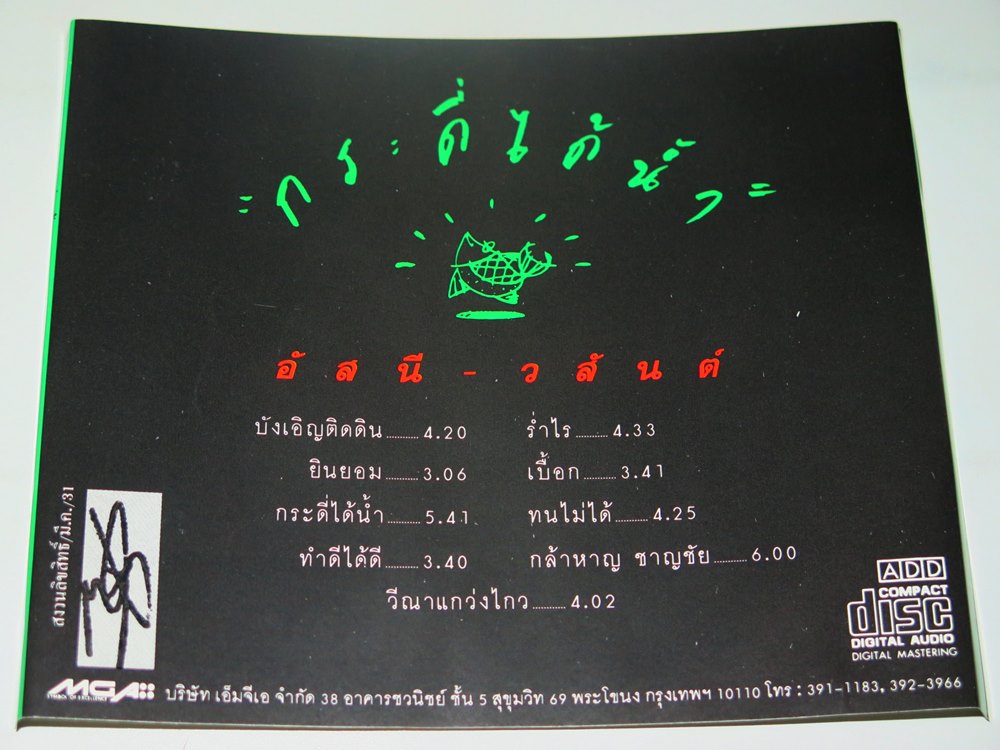 = กระดี่ได้น้ำ =
อัสนี - วสันต์
บังเอิญติดดิน ........... 4.20
ยินยอม ........... 3.06
กระดี่ได้น้ำ ........... 5.41
ทำดีได้ดี ........... 3.40
ร่ำไร ........... 4.33
เบื้อก ........... 3.41
ทนไม่ได้ ........... 4.25
กล้าหาญ ชาญชัย ........... 6.00
วีณาแกว่งไกว ........... 4.02
สงวนลิขสิทธิ์/มี.ค./31
ADD
COMPACT
disc
DIGITAL AUDIO
DIGITAL MASTERING
MGA
SYMBOL OF EXCELLENCE
บริษัท เอ็มจีเอ จำกัด 38 อาคารชวนิชย์ ชั้น 5 สุขุมวิท 69 พระโขนง กรุงเทพฯ 10110 โทร : 391-1183, 392-3966